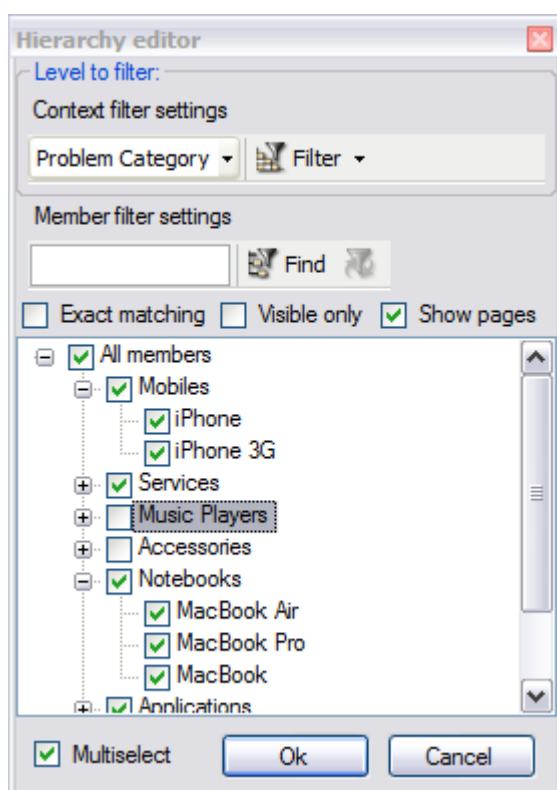 Hierarchy editor
Level to filter:
Context filter settings
Problem Category Filter
Member filter settings
Find
Exact matching Visible only Show pages
All members
Mobiles
iPhone
iPhone 3G
Services
Music Players
Accessories
Notebooks
MacBook Air
MacBook Pro
MacBook
Applications
Multiselect Ok Cancel